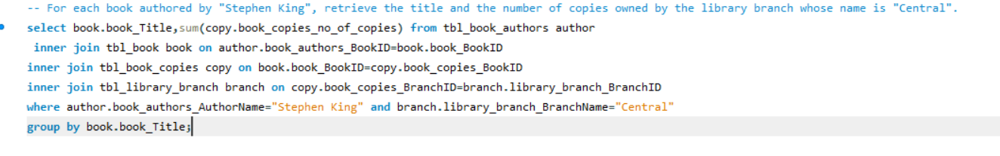 -- For each book authored by "Stephen King", retrieve the title and the number of copies owned by the library branch whose name is "Central".
select book.book_Title,sum(copy.book_copies_no_of_copies) from tbl_book_authors author
inner join tbl_book book on author.book_authors_BookID=book.book_BookID
inner join tbl_book_copies copy on book.book_BookID=copy.book_copies_BookID
inner join tbl_library_branch branch on copy.book_copies_BranchID=branch.library_branch_BranchID
where author.book_authors_AuthorName="Stephen King" and branch.library_branch_BranchName="Central"
group by book.book_Title;